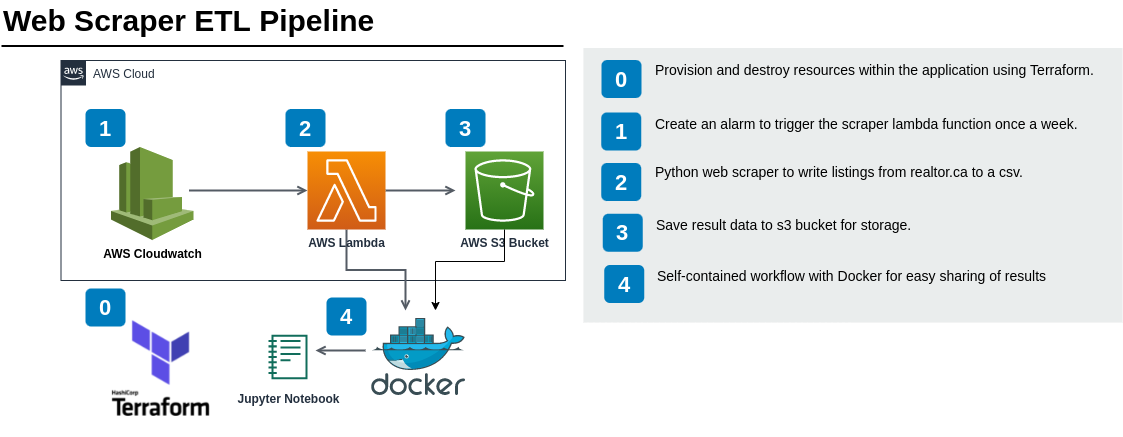 Web Scraper ETL Pipeline
aws
AWS Cloud
1
2
3
AWS Cloudwatch
AWS Lambda
AWS S3 Bucket
0
4
HashiCorp
Terraform
Jupyter Notebook
docker
0
Provision and destroy resources within the application using Terraform.
1
Create an alarm to trigger the scraper lambda function once a week.
2
Python web scraper to write listings from realtor.ca to a csv.
3
Save result data to s3 bucket for storage.
4
Self-contained workflow with Docker for easy sharing of results